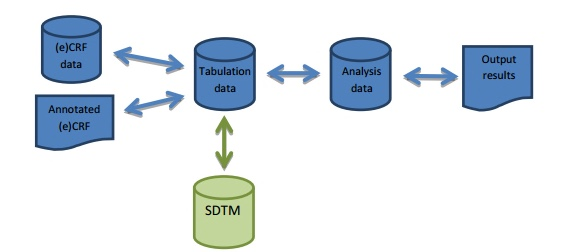 (e)CRF
data
Annotated
(e)CRF
Tabulation
data
Analysis
data
Output
results
SDTM